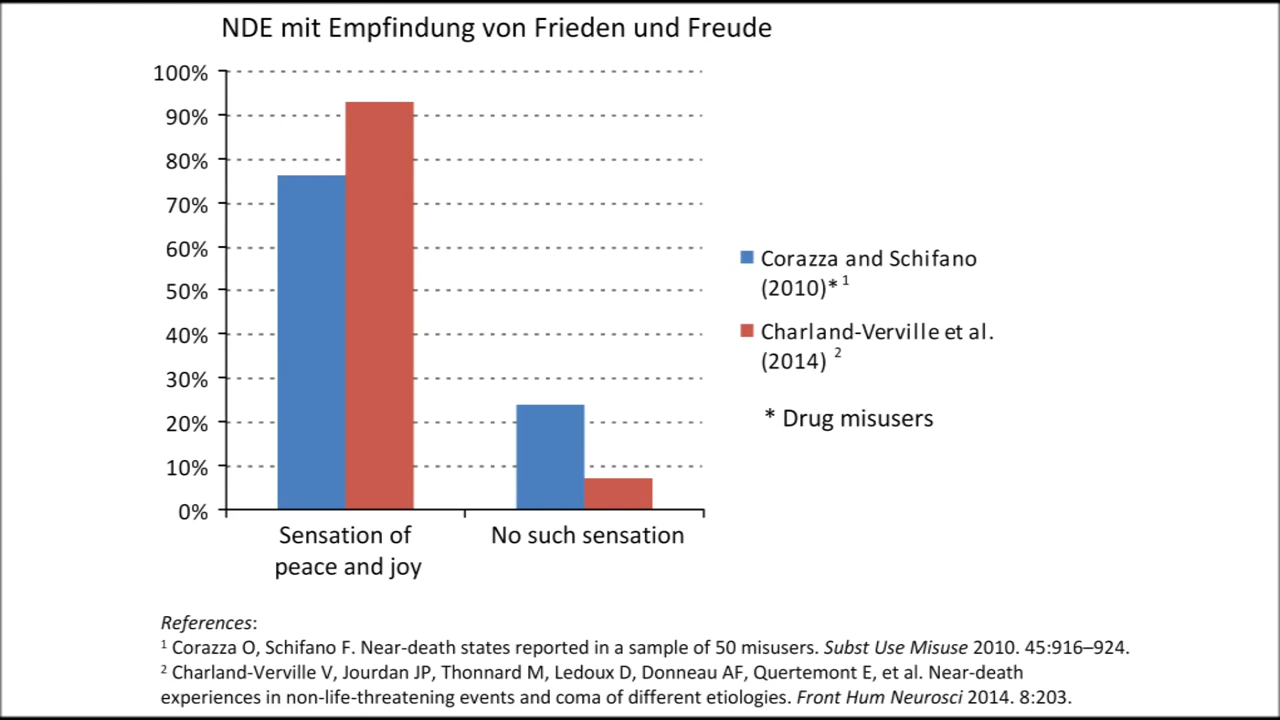 NDE mit Empfindung von Frieden und Freude
100%
90%
80%
70%
60%
50%
40%
30%
20%
10%
0%
Sensation of
peace and joy
No such sensation
Corazza and Schifano
(2010)* ¹
Charland-Verville et al.
(2014) ²
* Drug misusers
References:
¹ Corazza O, Schifano F. Near-death states reported in a sample of 50 misusers. Subst Use Misuse 2010. 45:916–924.
² Charland-Verville V, Jourdan JP, Thonnard M, Ledoux D, Donneau AF, Quertemont E, et al. Near-death
experiences in non-life-threatening events and coma of different etiologies. Front Hum Neurosci 2014. 8:203.